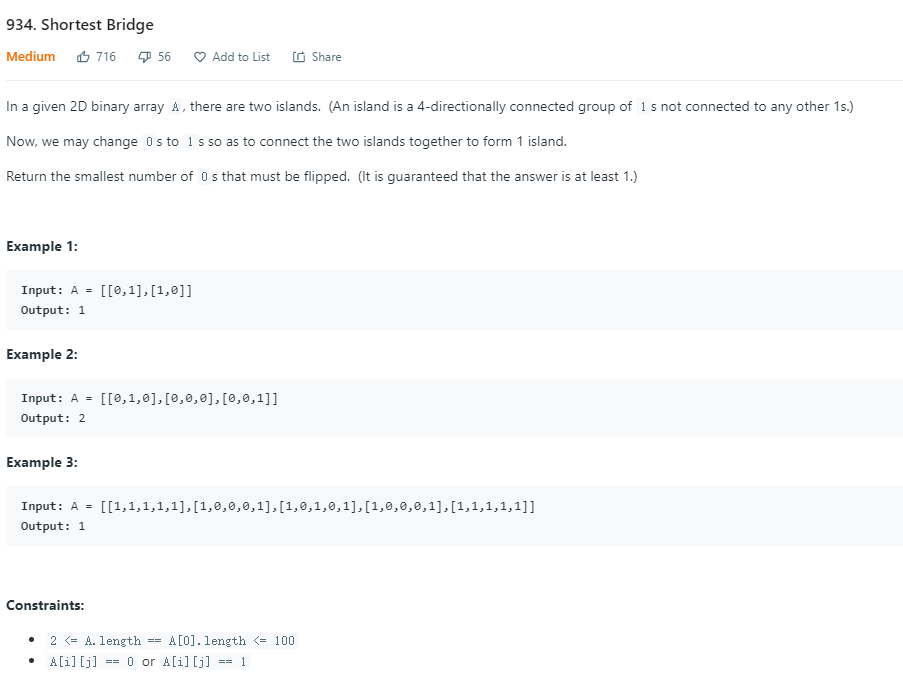 934. Shortest Bridge
Medium 716 56 Add to List Share
In a given 2D binary array A, there are two islands. (An island is a 4-directionally connected group of 1s not connected to any other 1s.)
Now, we may change 0s to 1s so as to connect the two islands together to form 1 island.
Return the smallest number of 0s that must be flipped. (It is guaranteed that the answer is at least 1.)
Example 1:
Input: A = [[0,1],[1,0]]
Output: 1
Example 2:
Input: A = [[0,1,0],[0,0,0],[0,0,1]]
Output: 2
Example 3:
Input: A = [[1,1,1,1,1],[1,0,0,0,1],[1,0,1,0,1],[1,0,0,0,1],[1,1,1,1,1]]
Output: 1
Constraints:
• 2 <= A.length == A[0].length <= 100
• A[i][j] == 0 or A[i][j] == 1